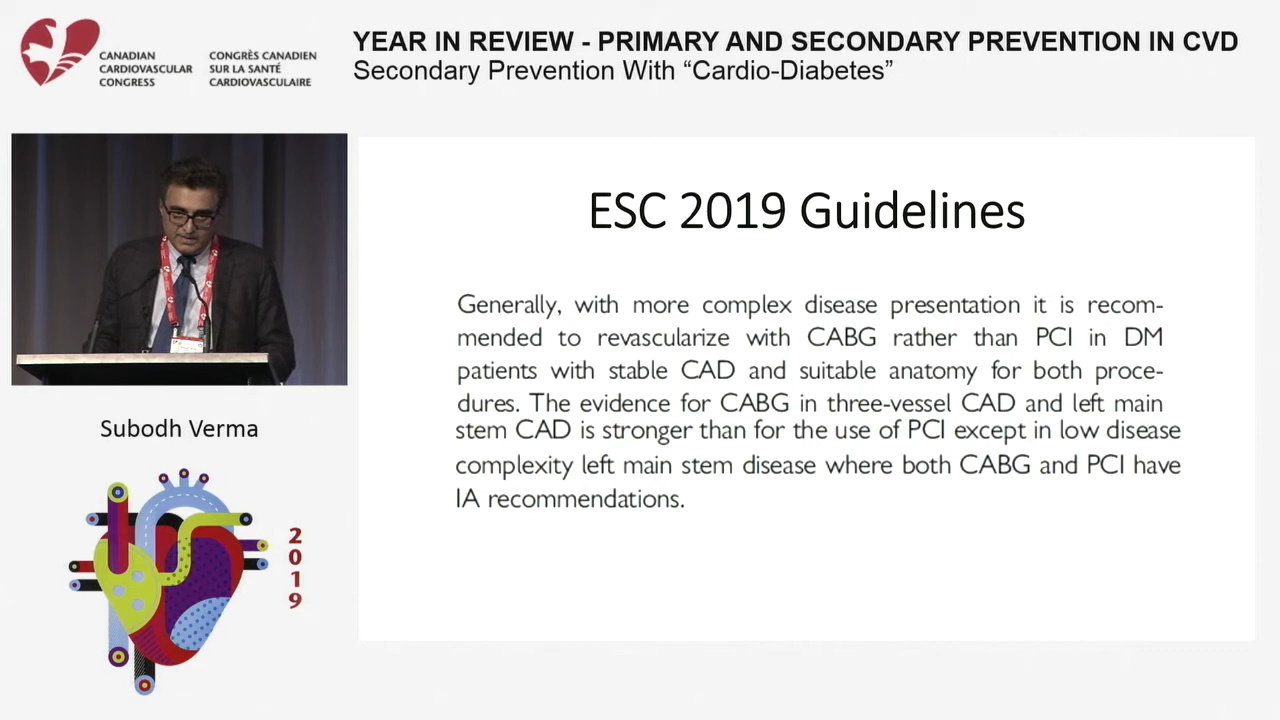 CANADIAN
CARDIOVASCULAR
CONGRESS
CONGRÈS CANADIEN
SUR LA SANTÉ
CARDIOVASCULAIRE
YEAR IN REVIEW - PRIMARY AND SECONDARY PREVENTION IN CVD
Secondary Prevention With “Cardio-Diabetes”
ESC 2019 Guidelines
Generally, with more complex disease presentation it is recom-
mended to revascularize with CABG rather than PCI in DM
patients with stable CAD and suitable anatomy for both proce-
dures. The evidence for CABG in three-vessel CAD and left main
stem CAD is stronger than for the use of PCI except in low disease
complexity left main stem disease where both CABG and PCI have
IA recommendations.
Subodh Verma
2019